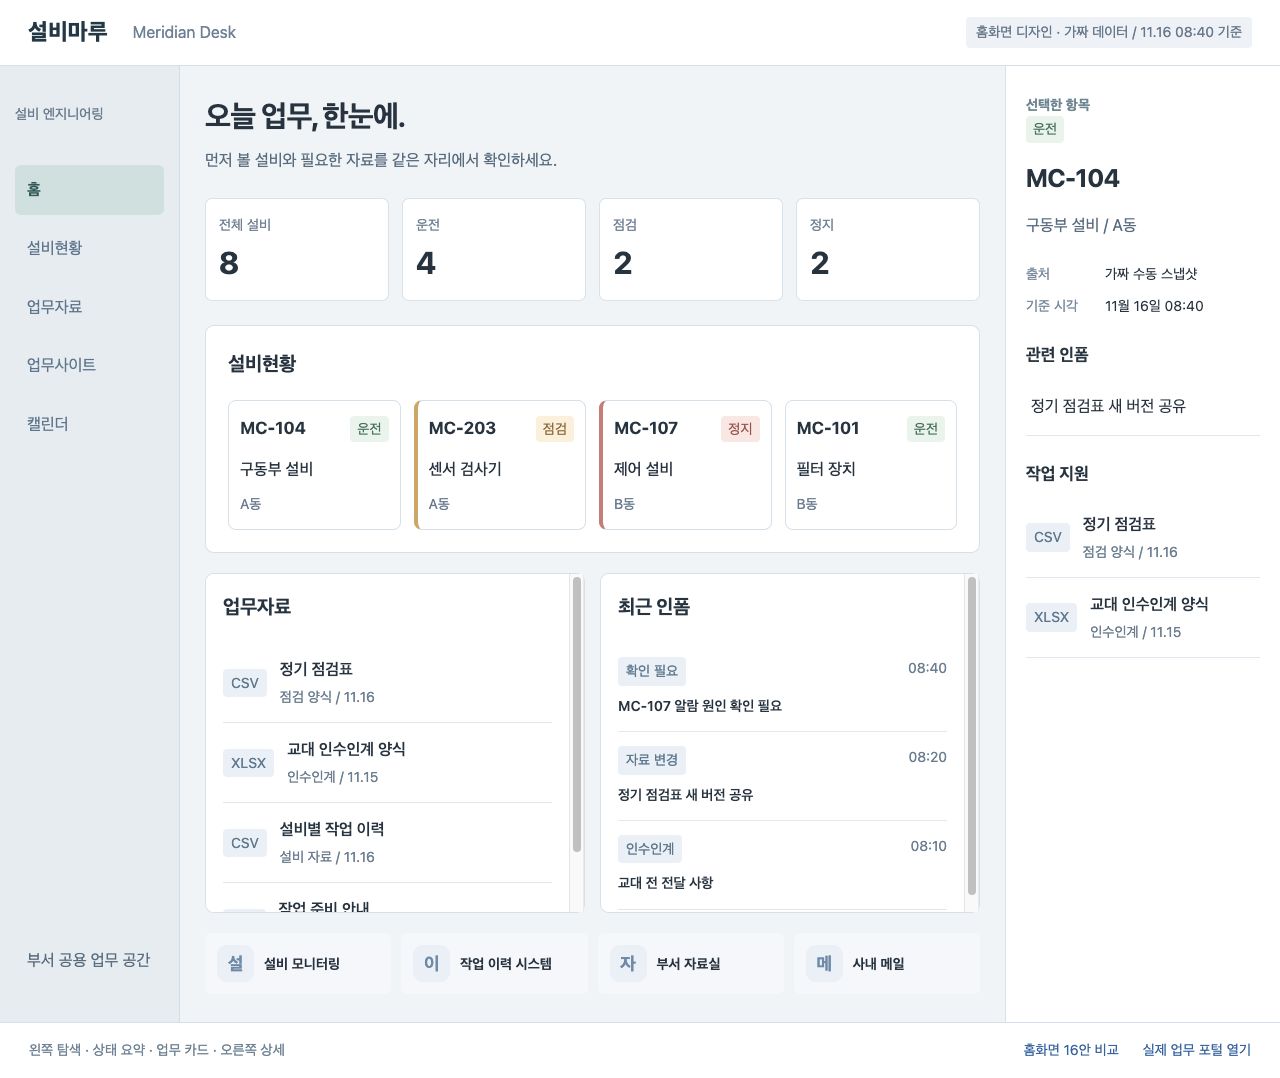 설비마루
Meridian Desk
홈화면 디자인 · 가짜 데이터 / 11.16 08:40 기준
설비 엔지니어링
홈
설비현황
업무자료
업무사이트
캘린더
부서 공용 업무 공간
오늘 업무, 한눈에.
먼저 볼 설비와 필요한 자료를 같은 자리에서 확인하세요.
전체 설비
8
운전
4
점검
2
정지
2
설비현황
MC-104 운전
구동부 설비
A동
MC-203 점검
센서 검사기
A동
MC-107 정지
제어 설비
B동
MC-101 운전
필터 장치
B동
업무자료
CSV
정기 점검표
점검 양식 / 11.16
XLSX
교대 인수인계 양식
인수인계 / 11.15
CSV
설비별 작업 이력
설비 자료 / 11.16
작업 준비 안내
최근 인폼
확인 필요 08:40
MC-107 알람 원인 확인 필요
자료 변경 08:20
정기 점검표 새 버전 공유
인수인계 08:10
교대 전 전달 사항
설 설비 모니터링
이 작업 이력 시스템
자 부서 자료실
메 사내 메일
선택한 항목
운전
MC-104
구동부 설비 / A동
출처 가짜 수동 스냅샷
기준 시각 11월 16일 08:40
관련 인폼
정기 점검표 새 버전 공유
작업 지원
CSV
정기 점검표
점검 양식 / 11.16
XLSX
교대 인수인계 양식
인수인계 / 11.15
왼쪽 탐색 · 상태 요약 · 업무 카드 · 오른쪽 상세
홈화면 16안 비교
실제 업무 포털 열기